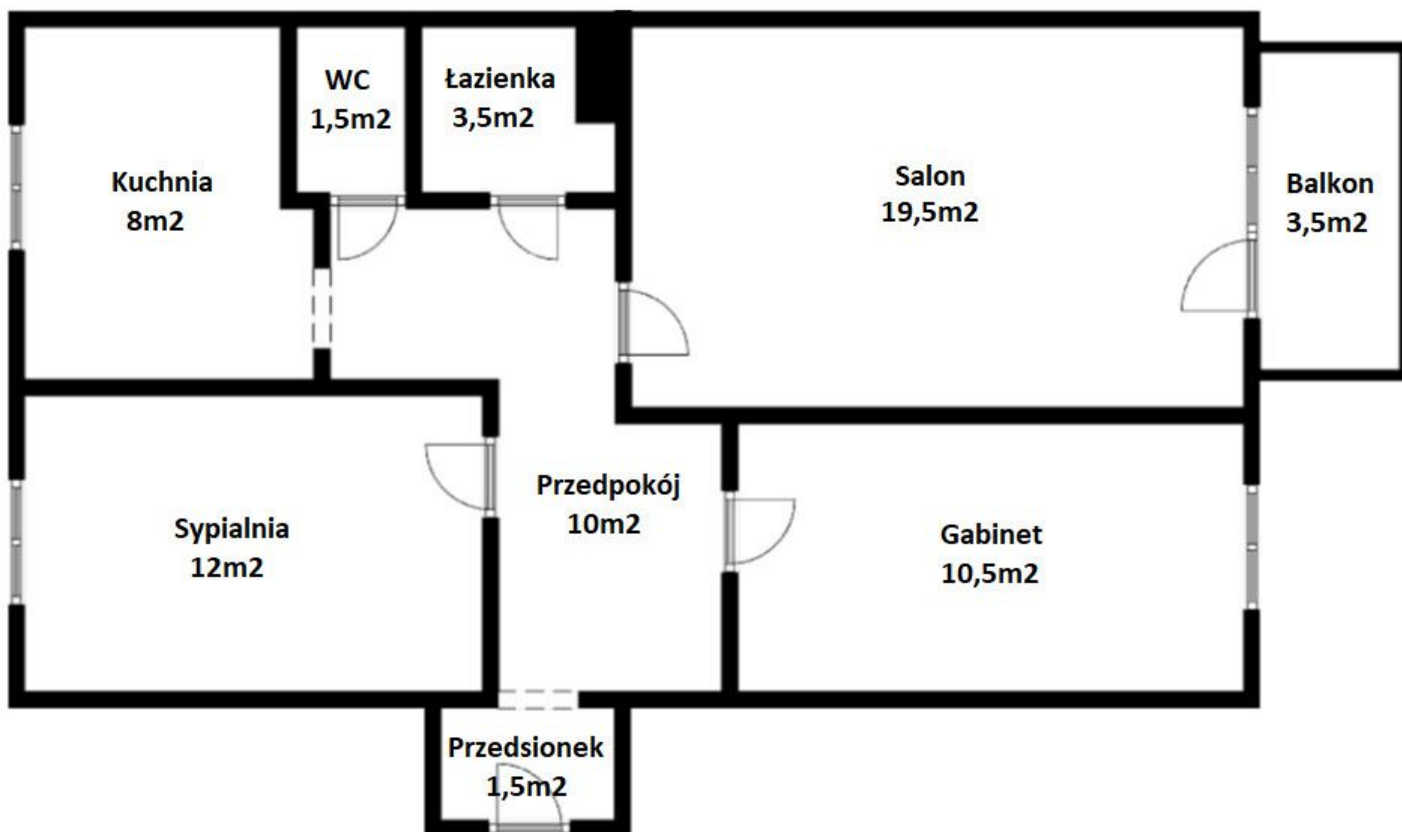 WC
1,5m2
Łazienka
3,5m2
Kuchnia
8m2
Salon
19,5m2
Balkon
3,5m2
Sypialnia
12m2
Przedpokój
10m2
Gabinet
10,5m2
Przedsionek
1,5m2